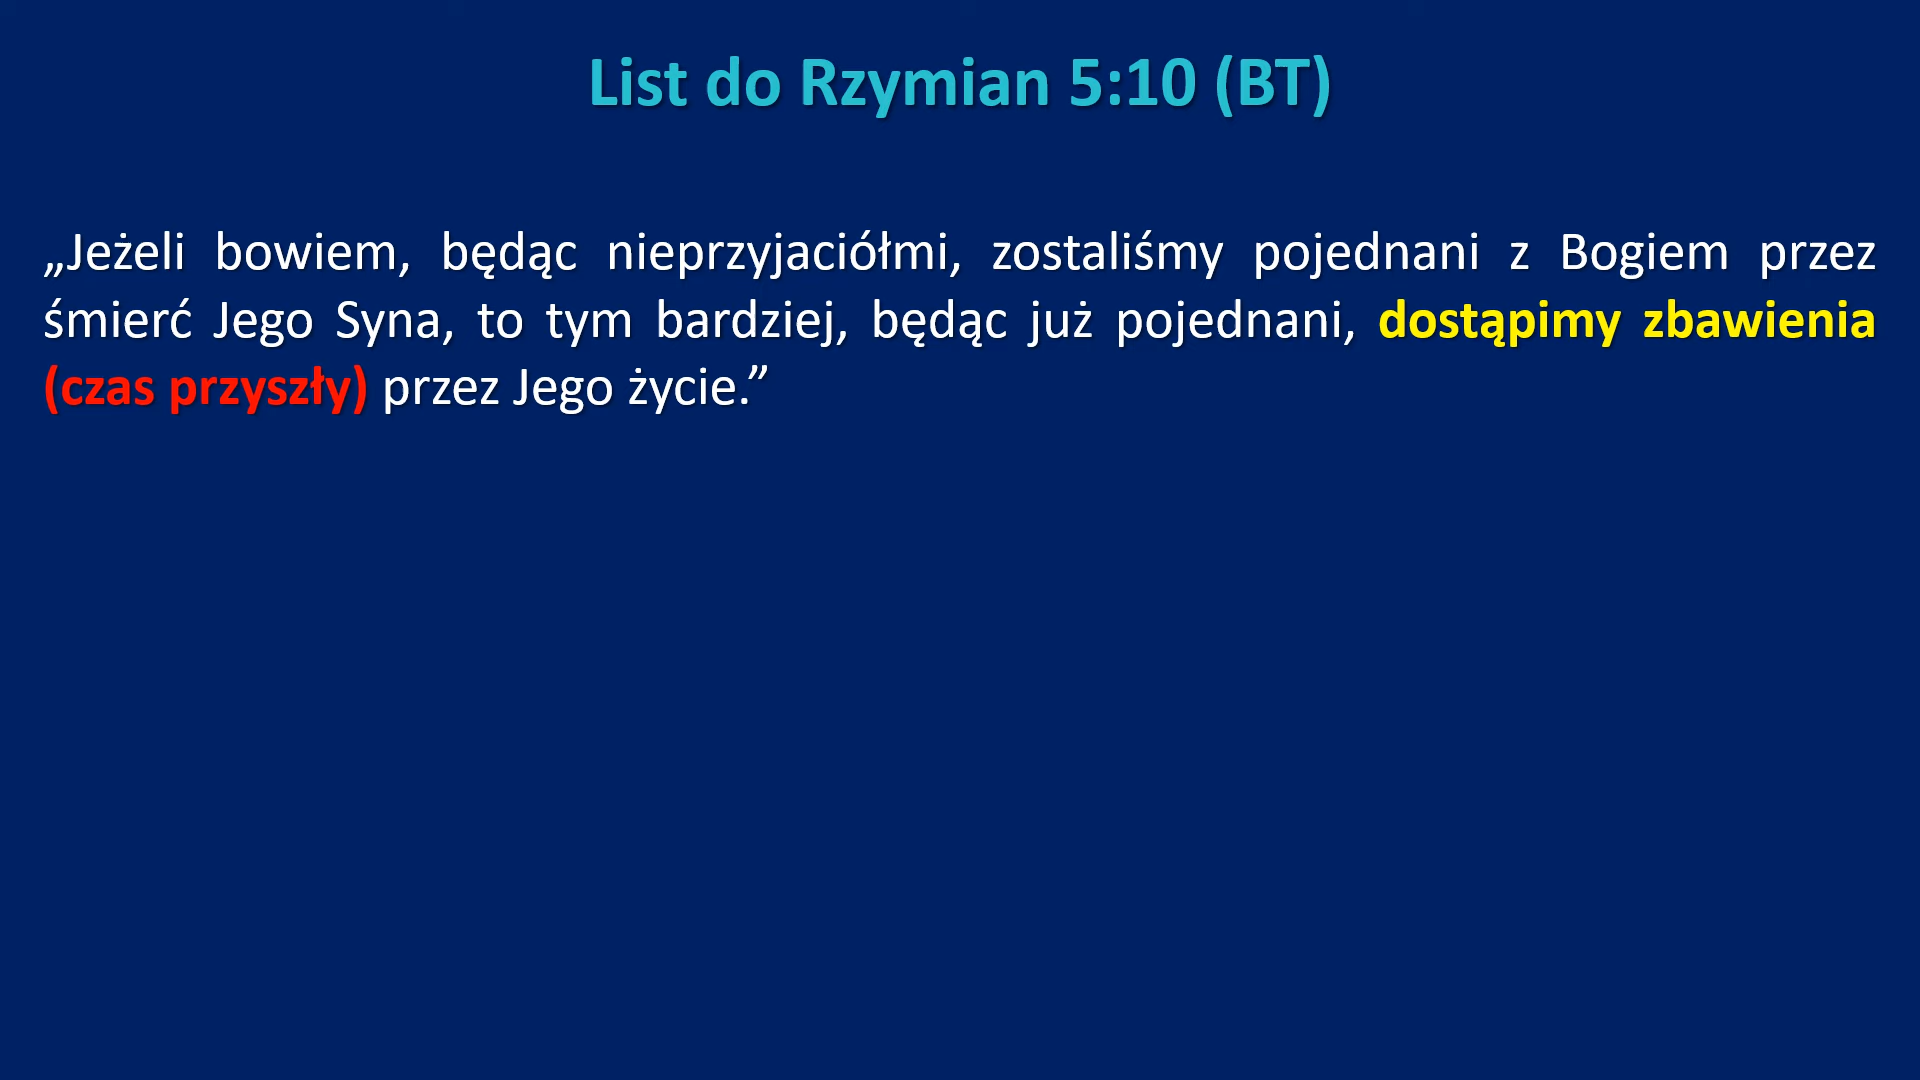 List do Rzymian 5:10 (BT)
„Jeżeli bowiem, będąc nieprzyjaciółmi, zostaliśmy pojednani z Bogiem przez
śmierć Jego Syna, to tym bardziej, będąc już pojednani, dostąpimy zbawienia
(czas przyszły) przez Jego życie.”